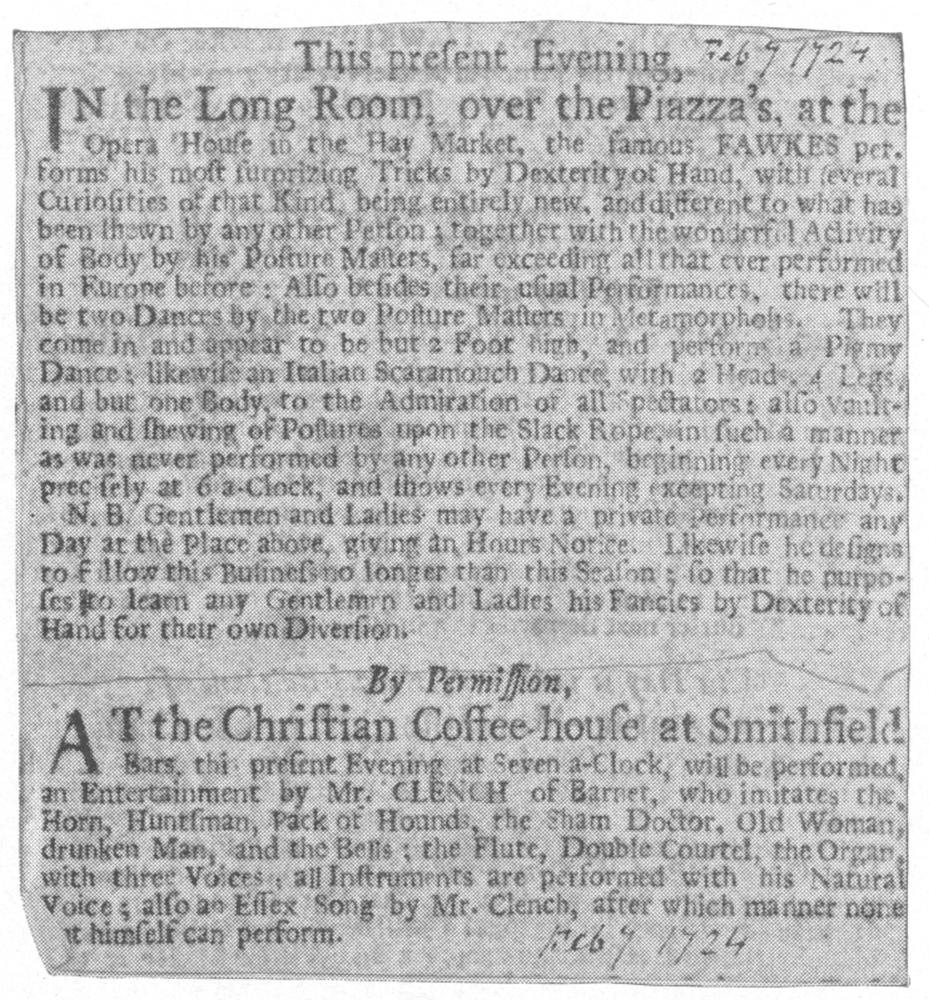 This preſent Evening, Feb 7 1724.
IN the Long Room, over the Piazza's, at the
Opera Houſe in the Hay Market, the famous FAWKES per-
forms his moſt ſurprizing Tricks by Dexterity of Hand, with ſeveral
Curioſities of that Kind, being entirely new, and different to what has
been ſhewn by any other Perſon; together with the wonderful Activity
of Body by his Poſture Maſters, far exceeding all that ever performed
in Europe before: Alſo beſides their uſual Performances, there will
be two Dances by the two Poſture Maſters in Metamorphoſis. They
come in and appear to be but 2 Foot high, and perform a Pigmy
Dance; likewiſe an Italian Scaramouch Dance, with 2 Heads, 4 Legs,
and but one Body, to the Admiration of all Spectators; alſo Vault-
ing and ſhewing of Poſtures upon the Slack Rope, in ſuch a manner
as was never performed by any other Perſon, beginning every Night
prec ſely at 6 a-Clock, and ſhows every Evening excepting Saturdays.
N. B. Gentlemen and Ladies may have a private Performance any
Day at the Place above, giving an Hours Notice. Likewiſe he deſigns
to f llow this Buſineſs no longer than this Seaſon; ſo that he purpo-
ſes to learn any Gentlemrn and Ladies his Fancies by Dexterity of
Hand for their own Diverſion.
By Permiſſion,
AT the Chriſtian Coffee-houſe at Smithfield
Bars, this preſent Evening at Seven a-Clock, will be performed,
an Entertainment by Mr. CLENCH of Barnet, who imitates the
Horn, Huntſman, Pack of Hounds, the Sham Doctor, Old Woman,
drunken Man, and the Bells; the Flute, Double Courtel, the Organ,
with three Voices; all Inſtruments are performed with his Natural
Voice; alſo an Eſſex Song by Mr. Clench, after which manner none
ut himſelf can perform. Feb 7 1724